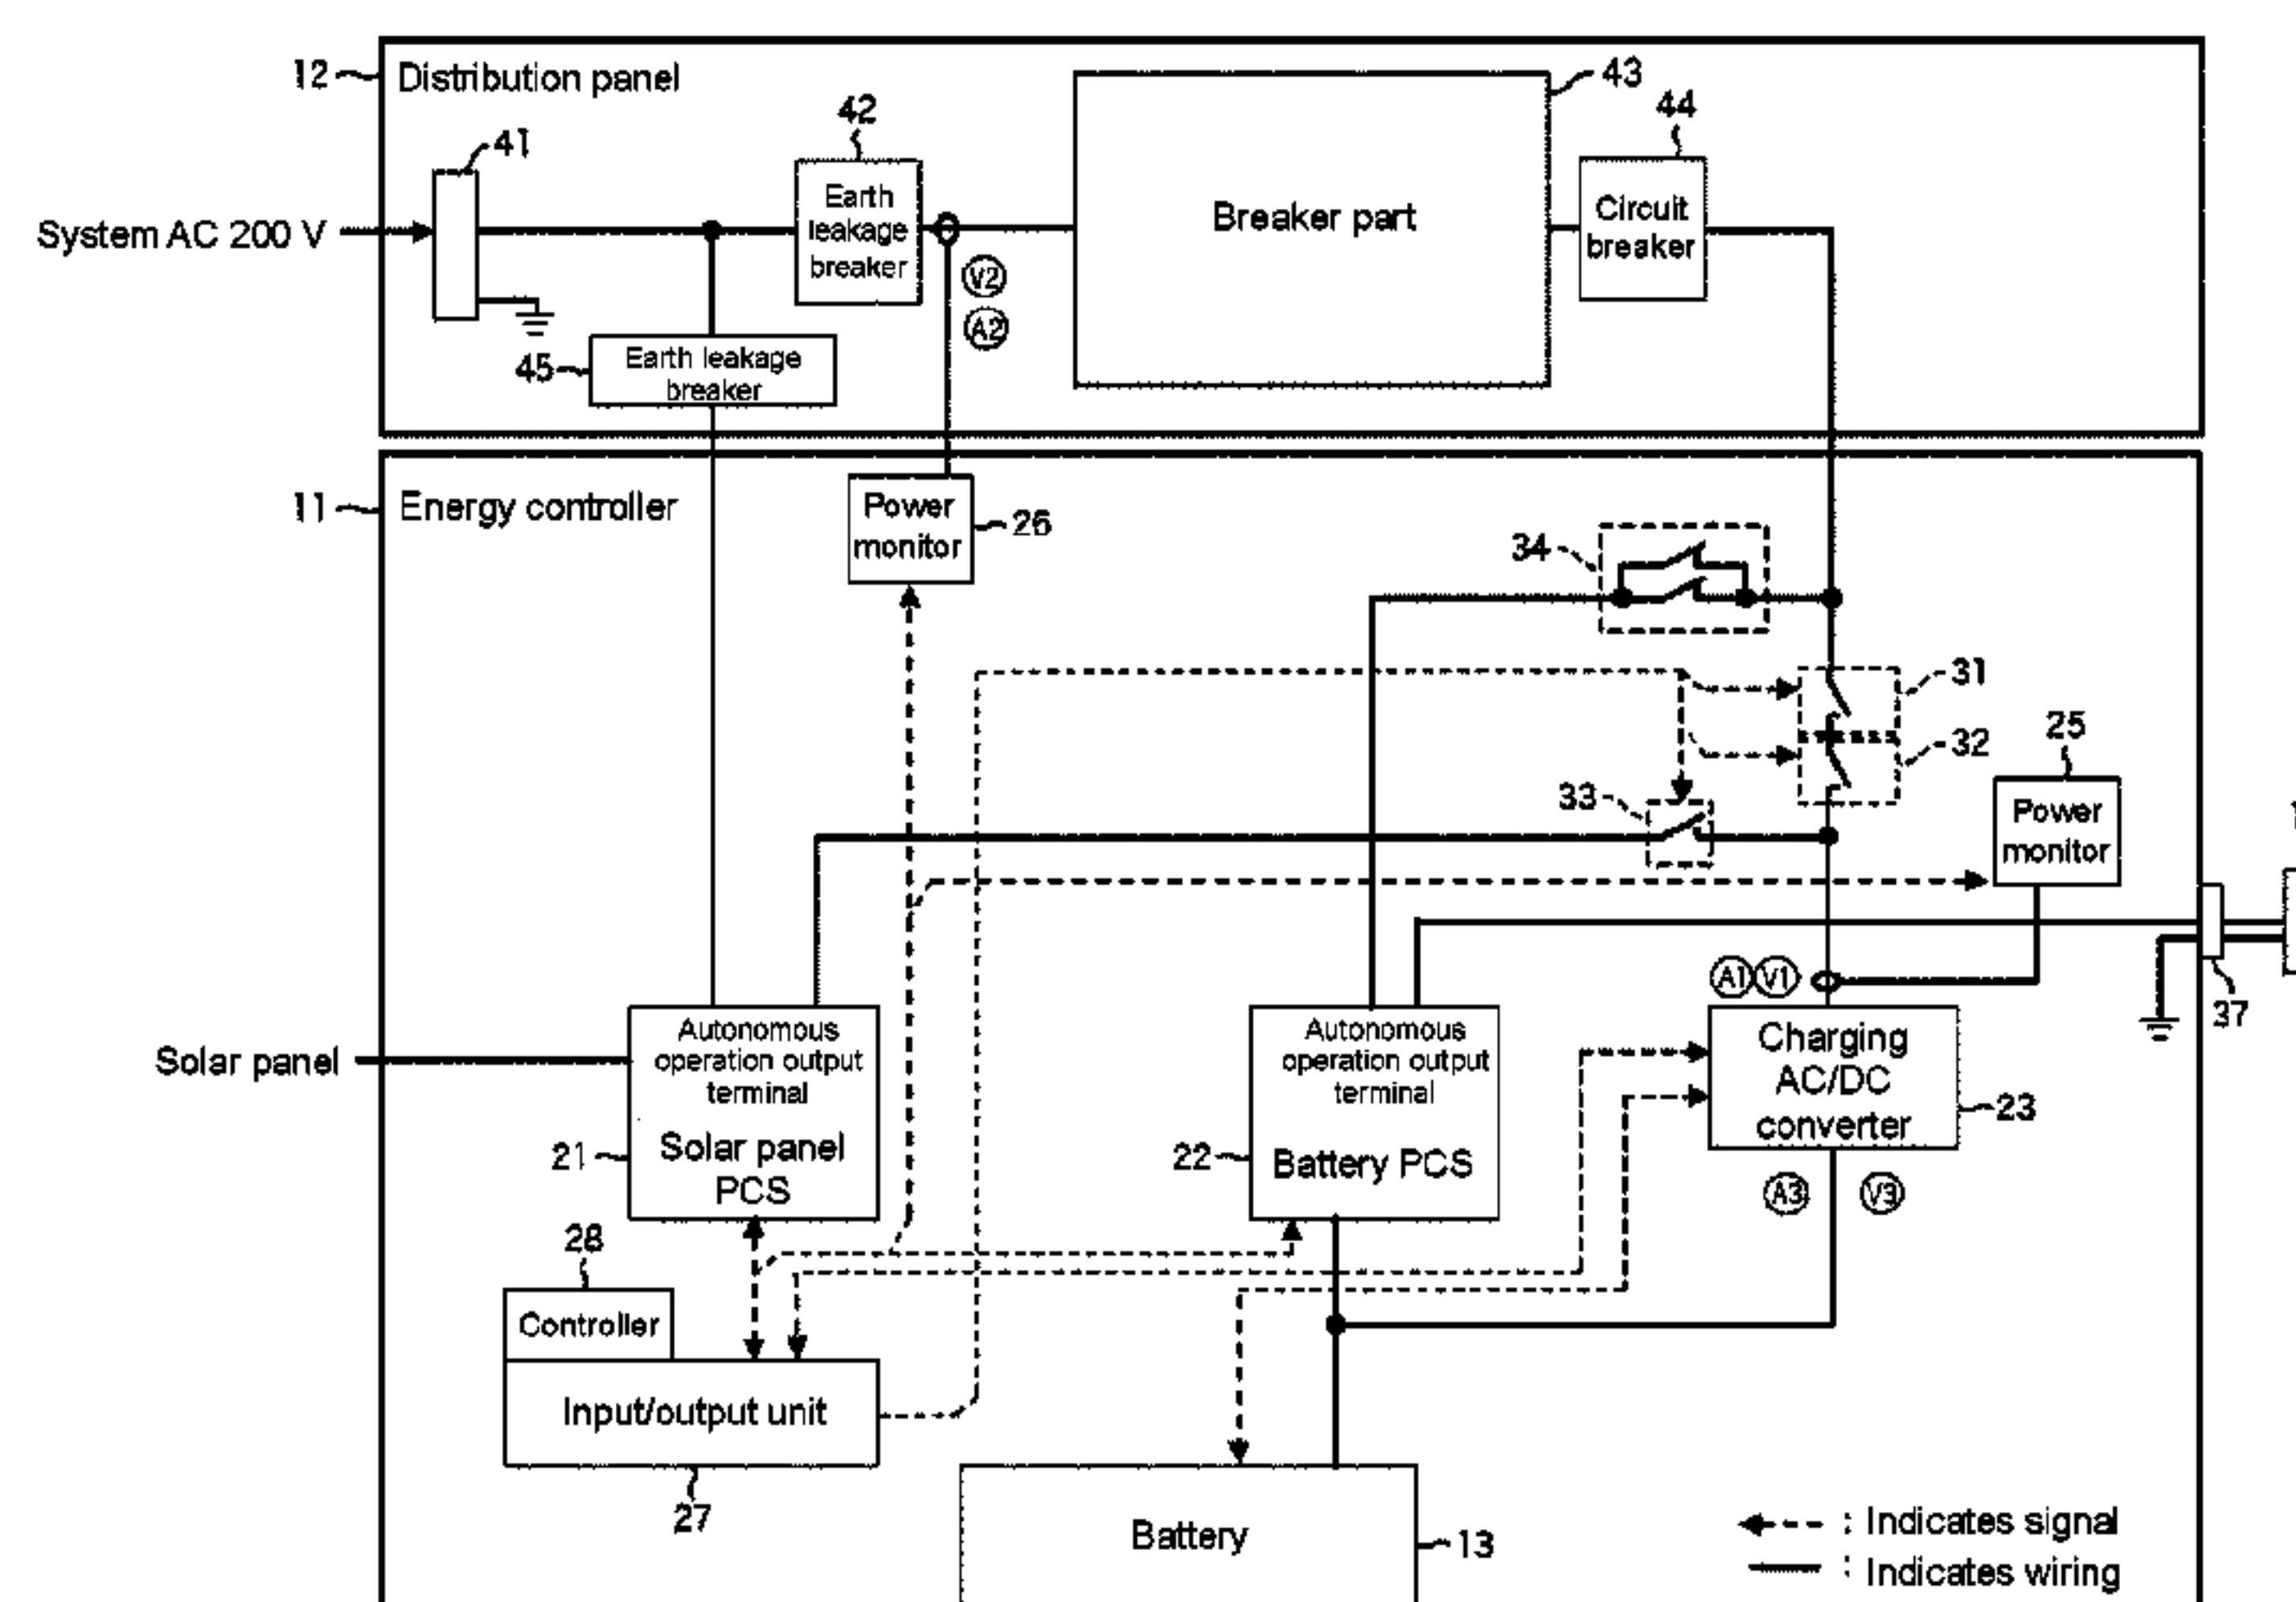 12
Distribution panel
43
42
44
41
Earth
leakage
breaker
Breaker part
Circuit
breaker
System AC 200 V
V2
A2
45
Earth leakage
breaker
11
Energy controller
Power
monitor
26
34
31
32
25
33
Power
monitor
A1
V1
37
Solar panel
Autonomous
operation output
terminal
Solar panel
PCS
21
Autonomous
operation output
terminal
Battery PCS
22
Charging
AC/DC
converter
23
A3
V3
28
Controller
Input/output unit
27
Battery
13
: Indicates signal
: Indicates wiring